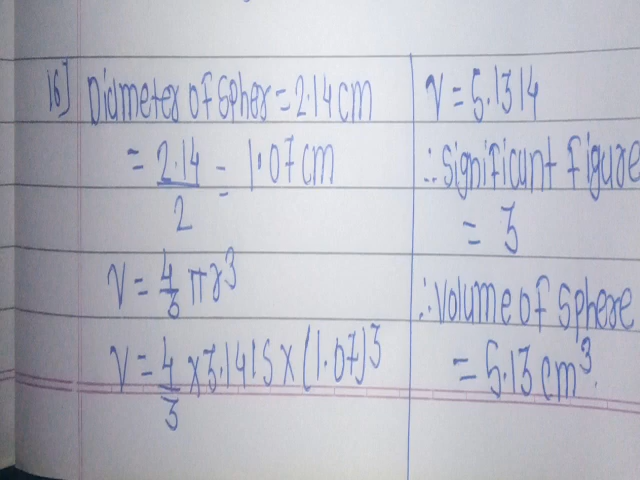 16] Diameter of Spher = 2.14 cm
= 2.14/2 = 1.07 cm
V = 4/3 πr³
V = 4/3 × 3.1415 × (1.07)³
V = 5.1314
∴ Significant figure
= 3
∴ Volume of Sphere
= 5.13 cm³.